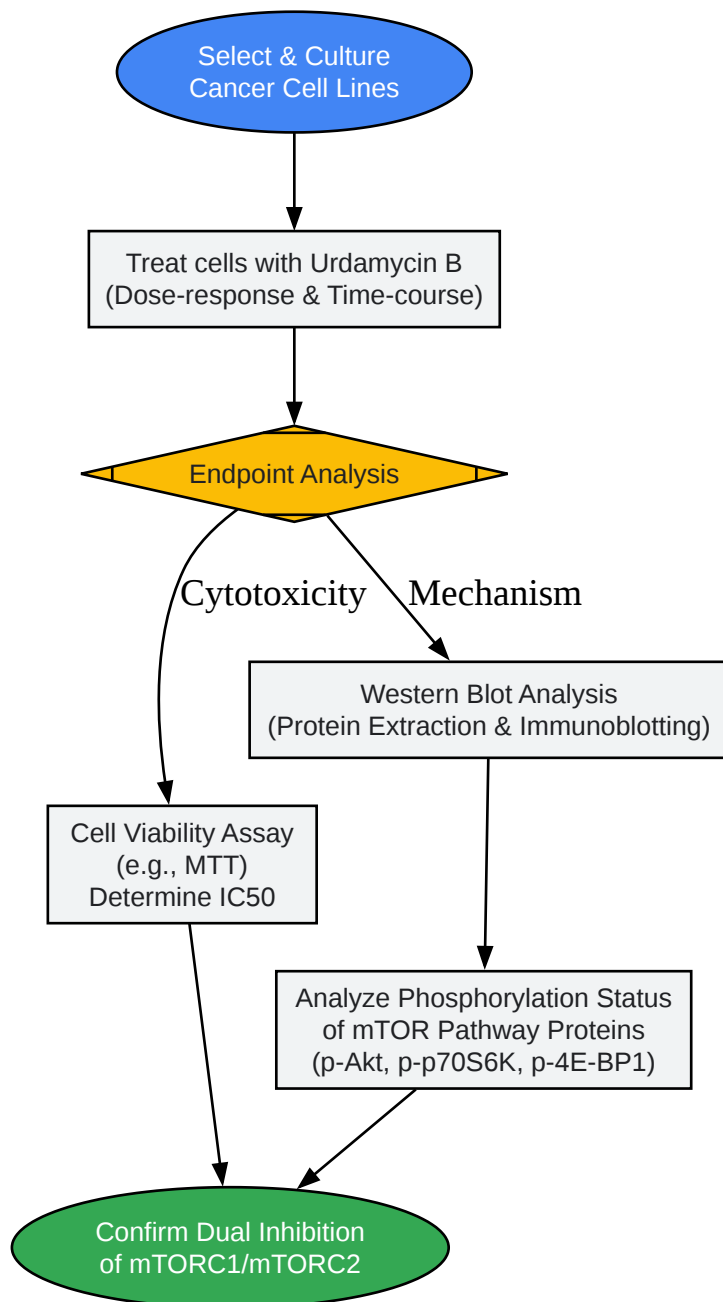 Select & Culture
Cancer Cell Lines
Treat cells with Urdamycin B
(Dose-response & Time-course)
Endpoint Analysis
Cytotoxicity
Mechanism
Western Blot Analysis
(Protein Extraction & Immunoblotting)
Cell Viability Assay
(e.g., MTT)
Determine IC50
Analyze Phosphorylation Status
of mTOR Pathway Proteins
(p-Akt, p-p70S6K, p-4E-BP1)
Confirm Dual Inhibition
of mTORC1/mTORC2